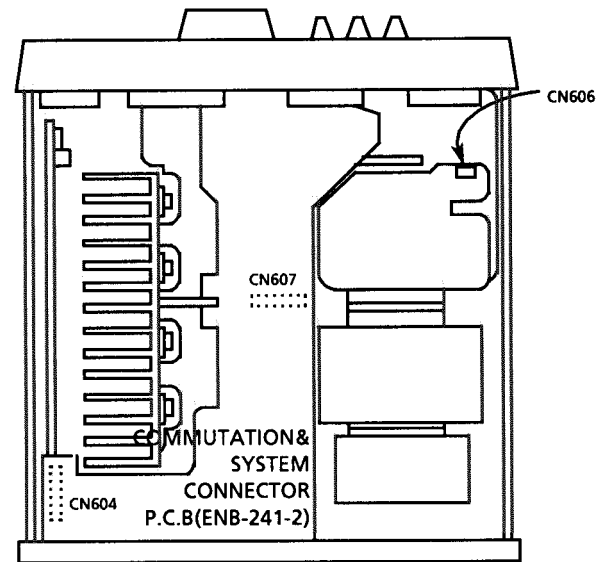 CN606
CN607
COMMUTATION&
SYSTEM
CONNECTOR
P.C.B(ENB-241-2)
CN604